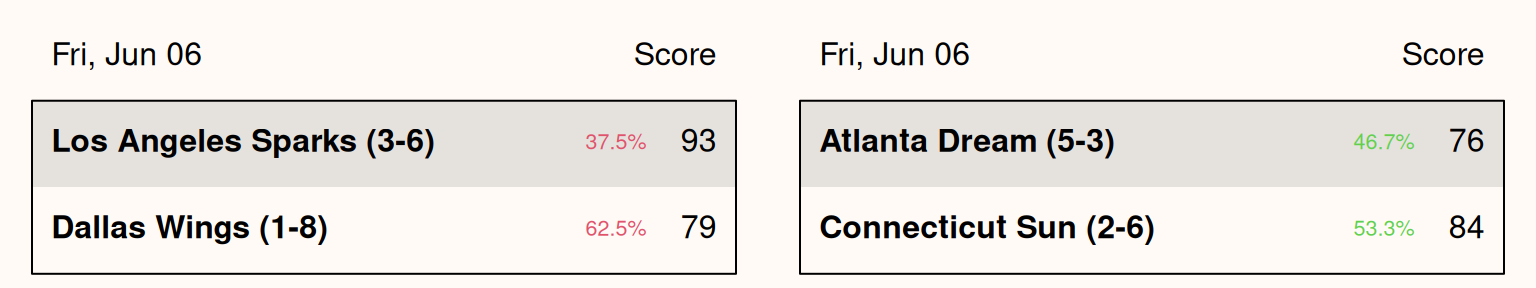 Fri, Jun 06 Score
Los Angeles Sparks (3-6) 37.5% 93
Dallas Wings (1-8) 62.5% 79
Fri, Jun 06 Score
Atlanta Dream (5-3) 46.7% 76
Connecticut Sun (2-6) 53.3% 84